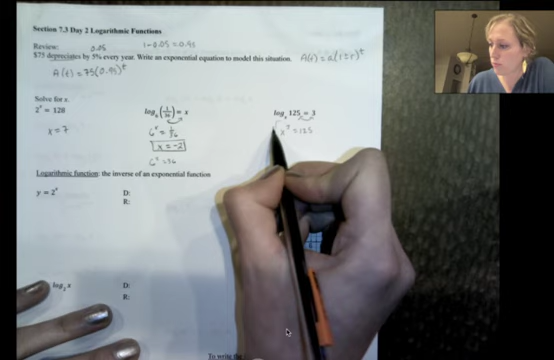 Section 7.3 Day 2 Logarithmic Functions
Review: 0.05 1-0.05=0.95
$75 depreciates by 5% every year. Write an exponential equation to model this situation. A(t)=a(1±r)^t
A(t)=75(0.95)^t
Solve for x.
2^x = 128 log_6(1/36) = x log_x 125 = 3
x=7 6^x = 1/36 x^3 = 125
x=-2
6^2=36
Logarithmic function: the inverse of an exponential function
y = 2^x D:
R:
log_2 x D:
R:
To write the